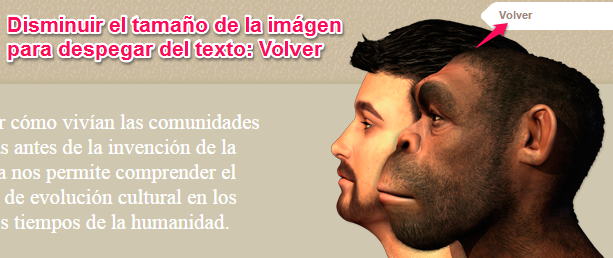 Disminuir el tamaño de la imágen
para despegar del texto: Volver
Volver
r cómo vivían las comunidades
s antes de la invención de la
a nos permite comprender el
de evolución cultural en los
s tiempos de la humanidad.